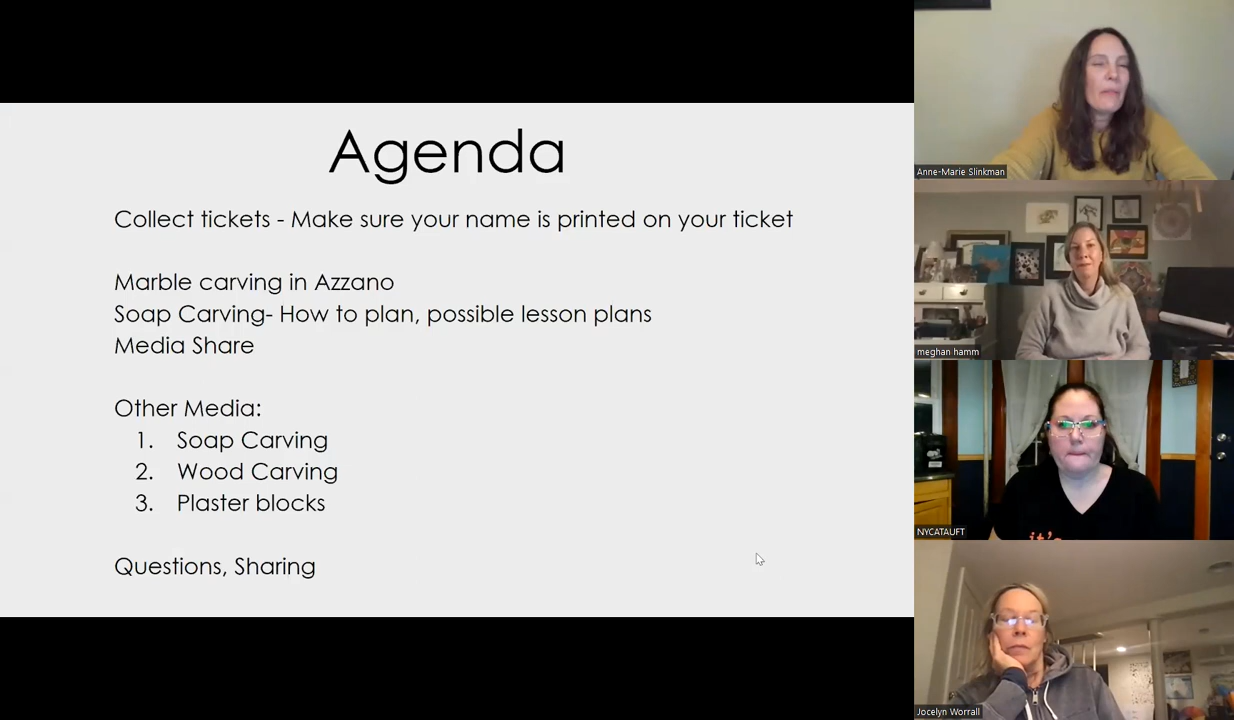 Agenda
Collect tickets - Make sure your name is printed on your ticket
Marble carving in Azzano
Soap Carving- How to plan, possible lesson plans
Media Share
Other Media:
1. Soap Carving
2. Wood Carving
3. Plaster blocks
Questions, Sharing
Anne-Marie Slinkman
meghan hamm
it's
NYCATAUFT
Jocelyn Worrall